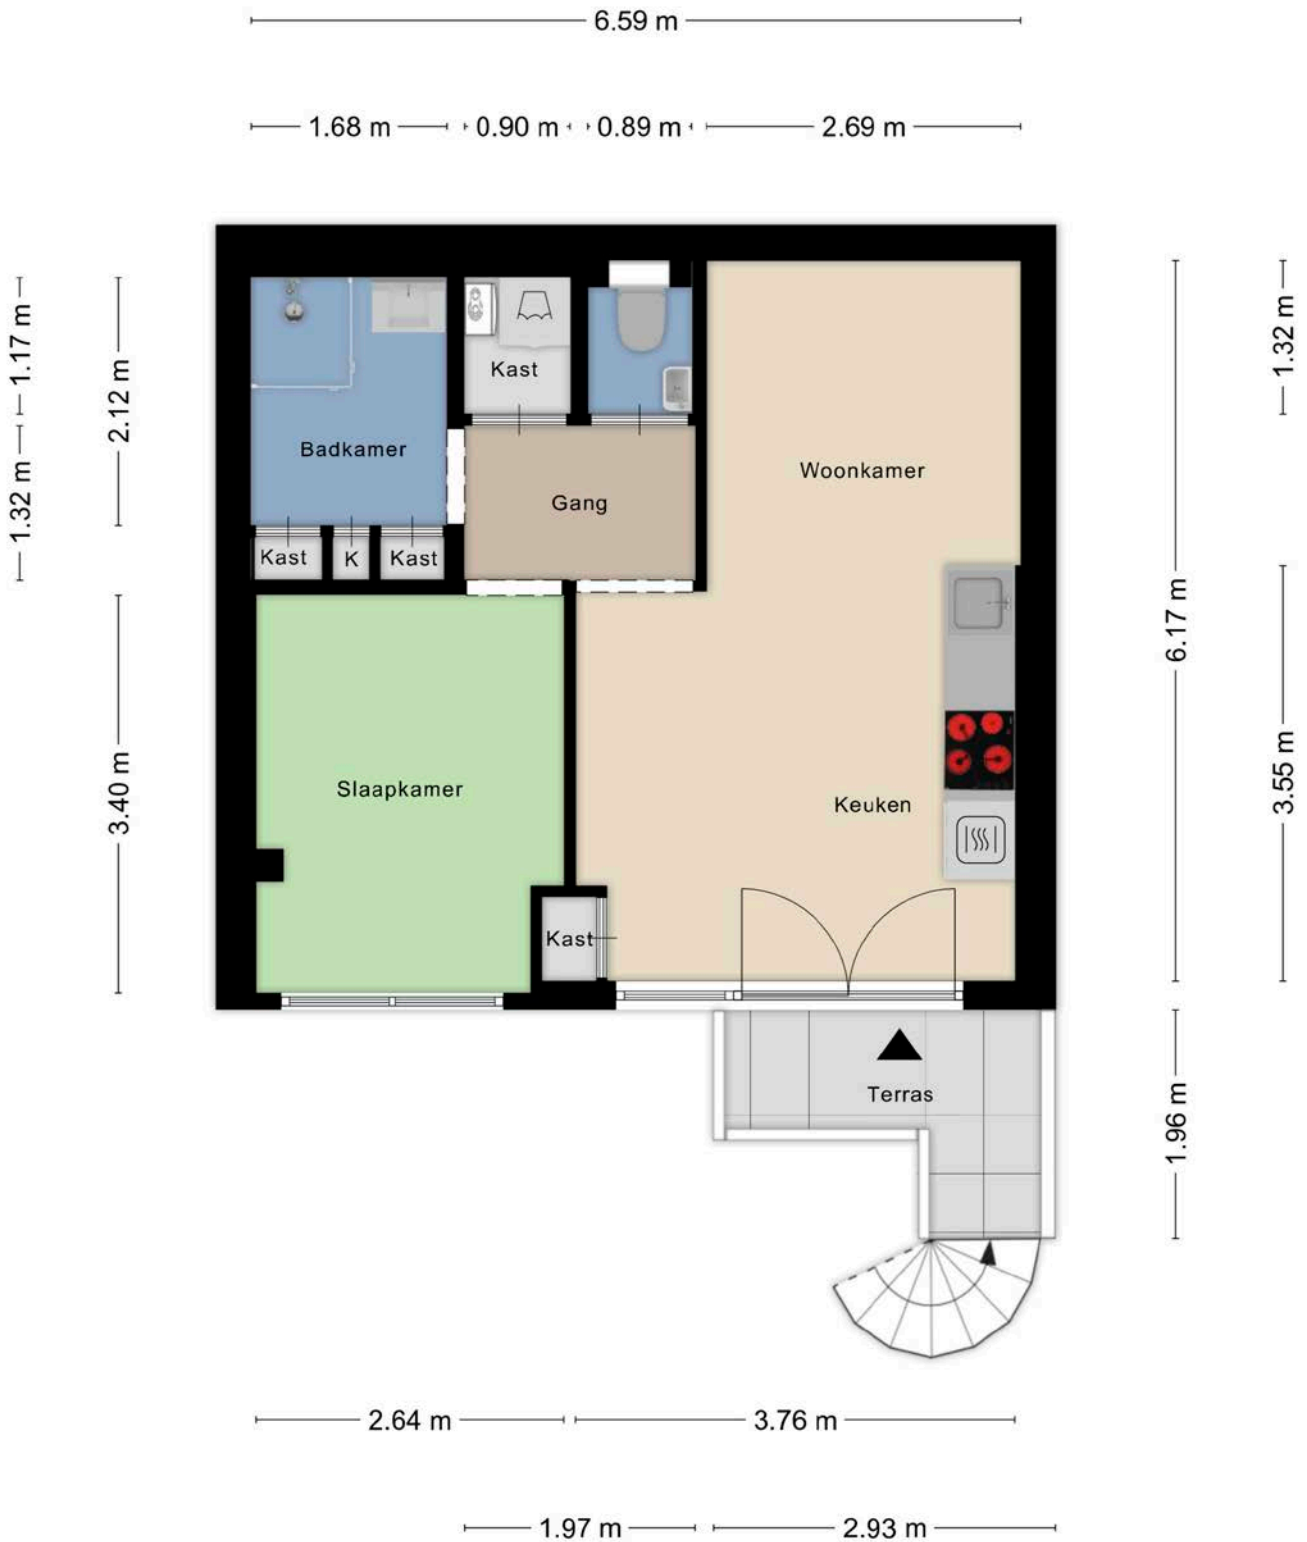 6.59 m
1.68 m
0.90 m
0.89 m
2.69 m
1.17 m
1.32 m
2.12 m
3.40 m
Kast
Badkamer
Gang
Woonkamer
Kast
K
Kast
Slaapkamer
Keuken
Kast
Terras
6.17 m
1.96 m
1.32 m
3.55 m
2.64 m
3.76 m
1.97 m
2.93 m